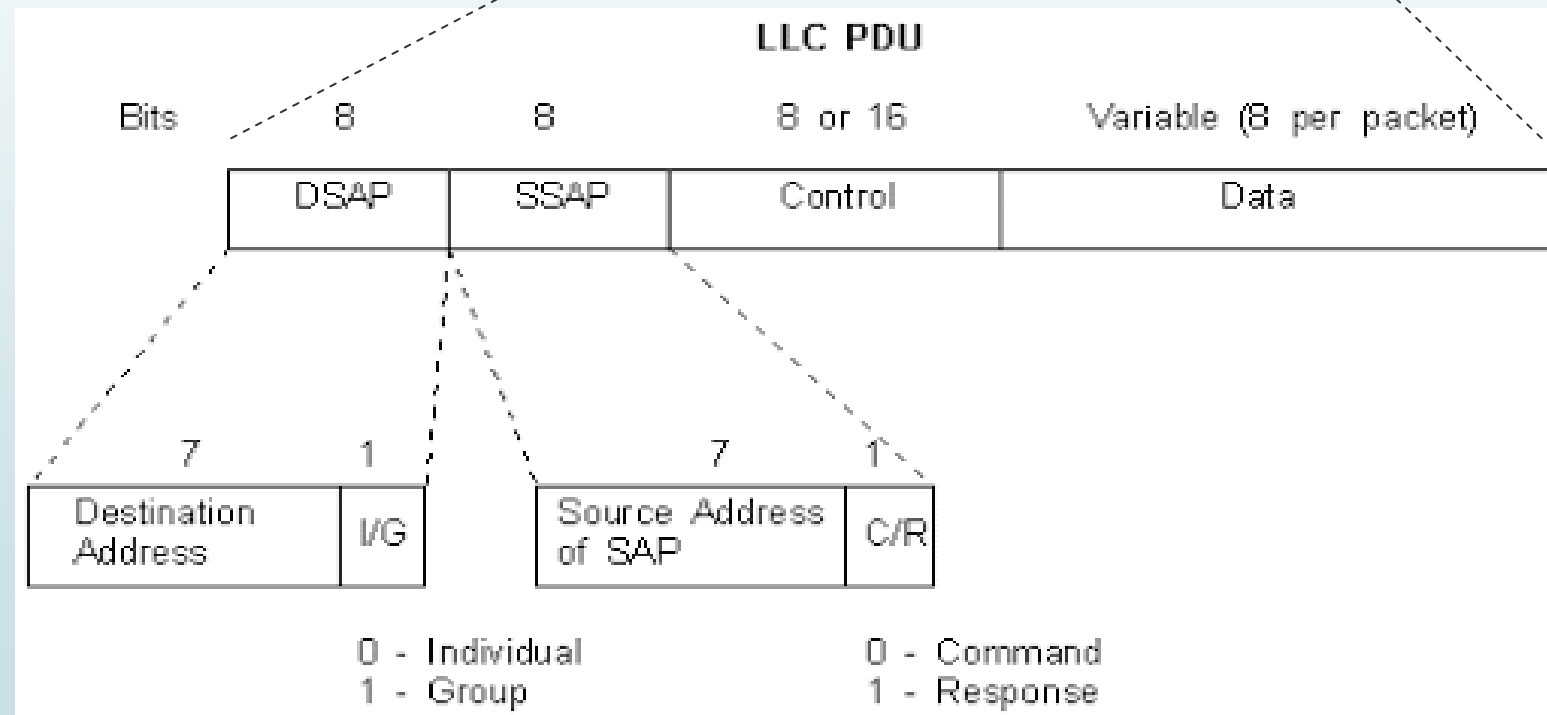 LLC PDU
Bits 8 8 8 or 16 Variable (8 per packet)
DSAP SSAP Control Data
7 1 7 1
Destination Address I/G Source Address of SAP C/R
0 - Individual 0 - Command
1 - Group 1 - Response